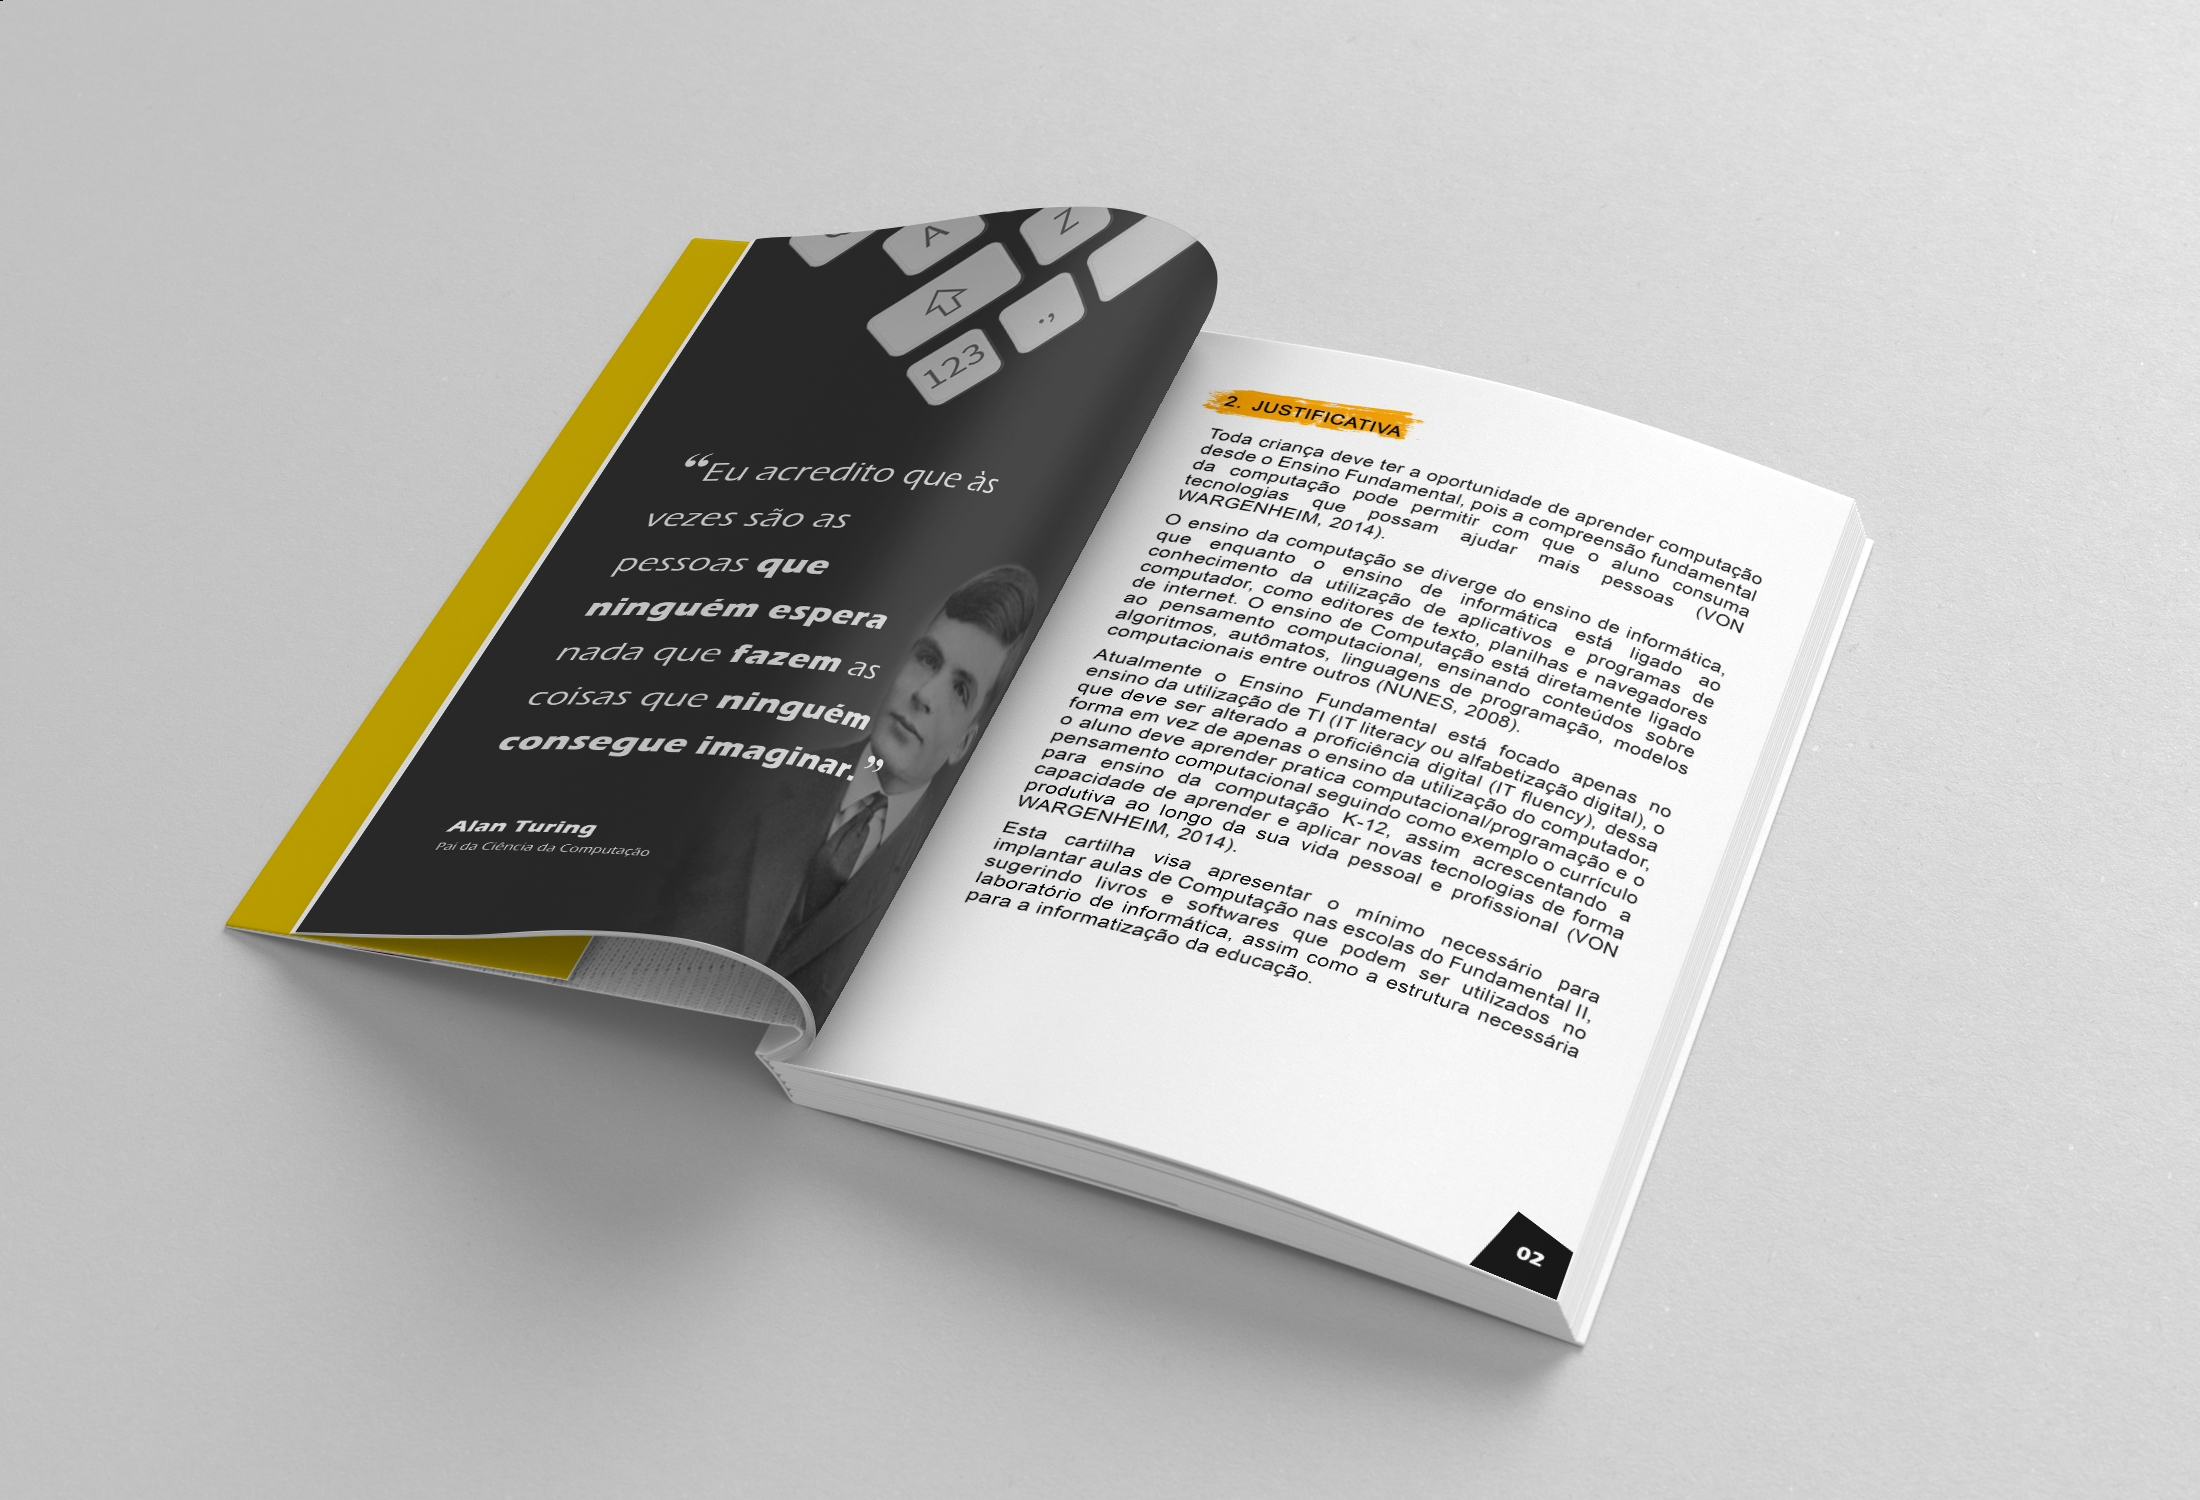 A
Z
.,
123
“Eu acredito que às
vezes são as
pessoas que
ninguém espera
nada que fazem as
coisas que ninguém
consegue imaginar.”
Alan Turing
Pai da Ciência da Computação
2. JUSTIFICATIVA
Toda criança deve ter a oportunidade de aprender computação
desde o Ensino Fundamental, pois a compreensão fundamental
da computação pode permitir com que o aluno consuma
tecnologias que possam ajudar mais pessoas (VON
WARGENHEIM, 2014).
O ensino da computação se diverge do ensino de informática,
que enquanto o ensino de informática está ligado ao
conhecimento da utilização de aplicativos e programas de
computador, como editores de texto, planilhas e navegadores
de internet. O ensino de Computação está diretamente ligado
ao pensamento computacional, ensinando conteúdos sobre
algoritmos, autômatos, linguagens de programação, modelos
computacionais entre outros (NUNES, 2008).
Atualmente o Ensino Fundamental está focado apenas no
ensino da utilização de TI (IT literacy ou alfabetização digital), o
que deve ser alterado a proficiência digital (IT fluency), dessa
forma em vez de apenas o ensino da utilização do computador,
o aluno deve aprender pratica computacional/programação e o
pensamento computacional seguindo como exemplo o currículo
para ensino da computação K-12, assim acrescentando a
capacidade de aprender e aplicar novas tecnologias de forma
produtiva ao longo da sua vida pessoal e profissional (VON
WARGENHEIM, 2014).
Esta cartilha visa apresentar o mínimo necessário para
implantar aulas de Computação nas escolas do Fundamental II,
sugerindo livros e softwares que podem ser utilizados no
laboratório de informática, assim como a estrutura necessária
para a informatização da educação.
02